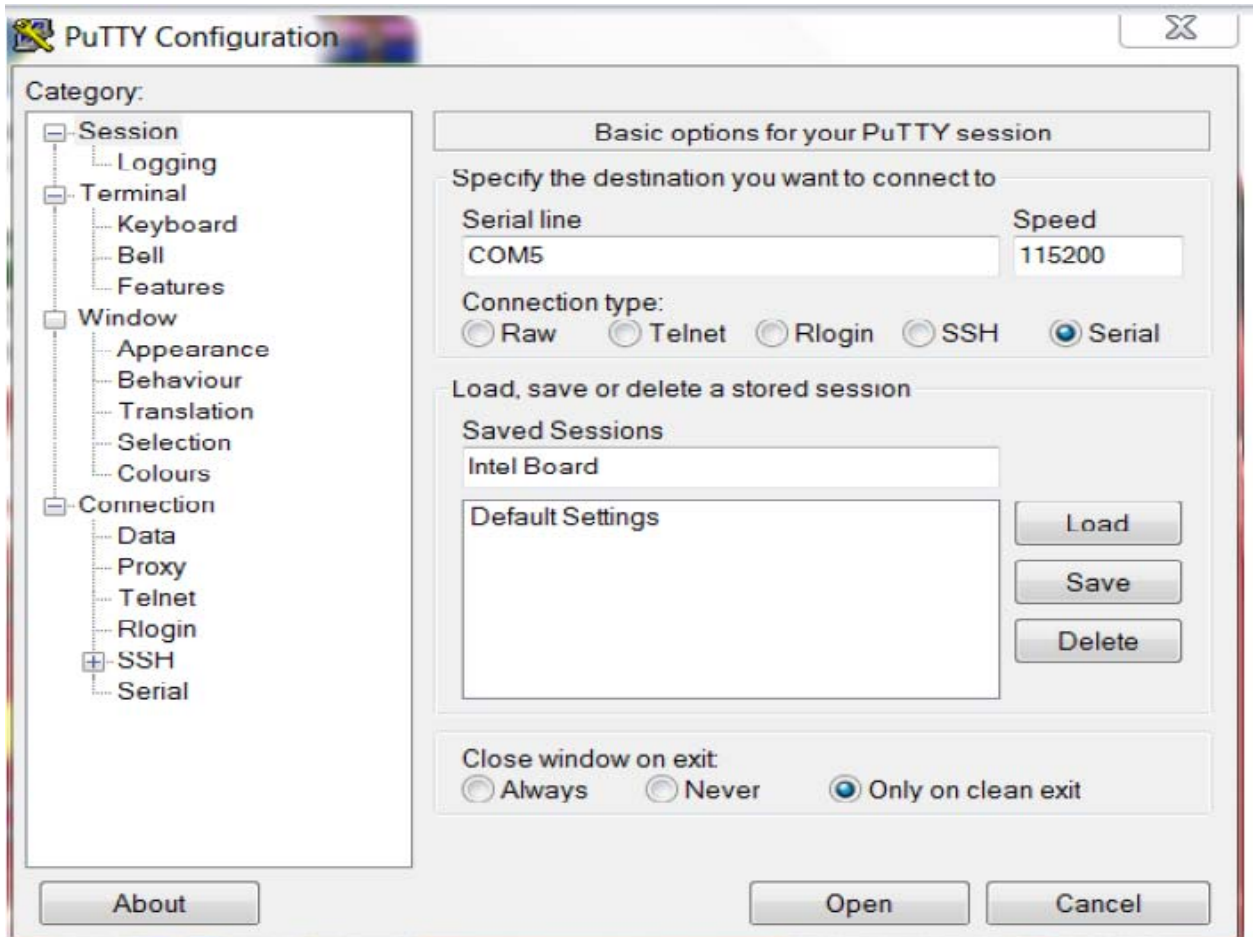 PuTTY Configuration
Category:
Session
Logging
Terminal
Keyboard
Bell
Features
Window
Appearance
Behaviour
Translation
Selection
Colours
Connection
Data
Proxy
Telnet
Rlogin
SSH
Serial
Basic options for your PuTTY session
Specify the destination you want to connect to
Serial line Speed
COM5 115200
Connection type:
Raw Telnet Rlogin SSH Serial
Load, save or delete a stored session
Saved Sessions
Intel Board
Default Settings
Load
Save
Delete
Close window on exit:
Always Never Only on clean exit
About Open Cancel